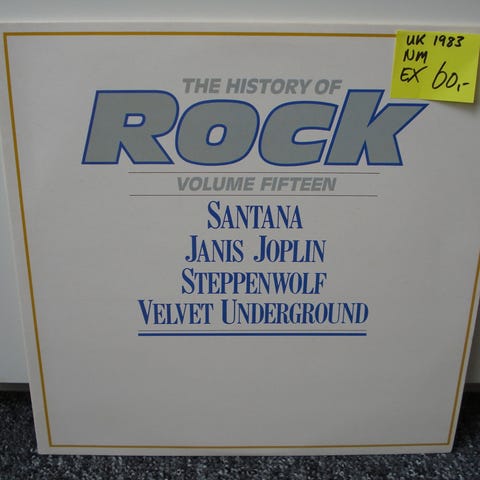 UK 1983
NM
EX 60,-
THE HISTORY OF
ROCK
VOLUME FIFTEEN
SANTANA
JANIS JOPLIN
STEPPENWOLF
VELVET UNDERGROUND